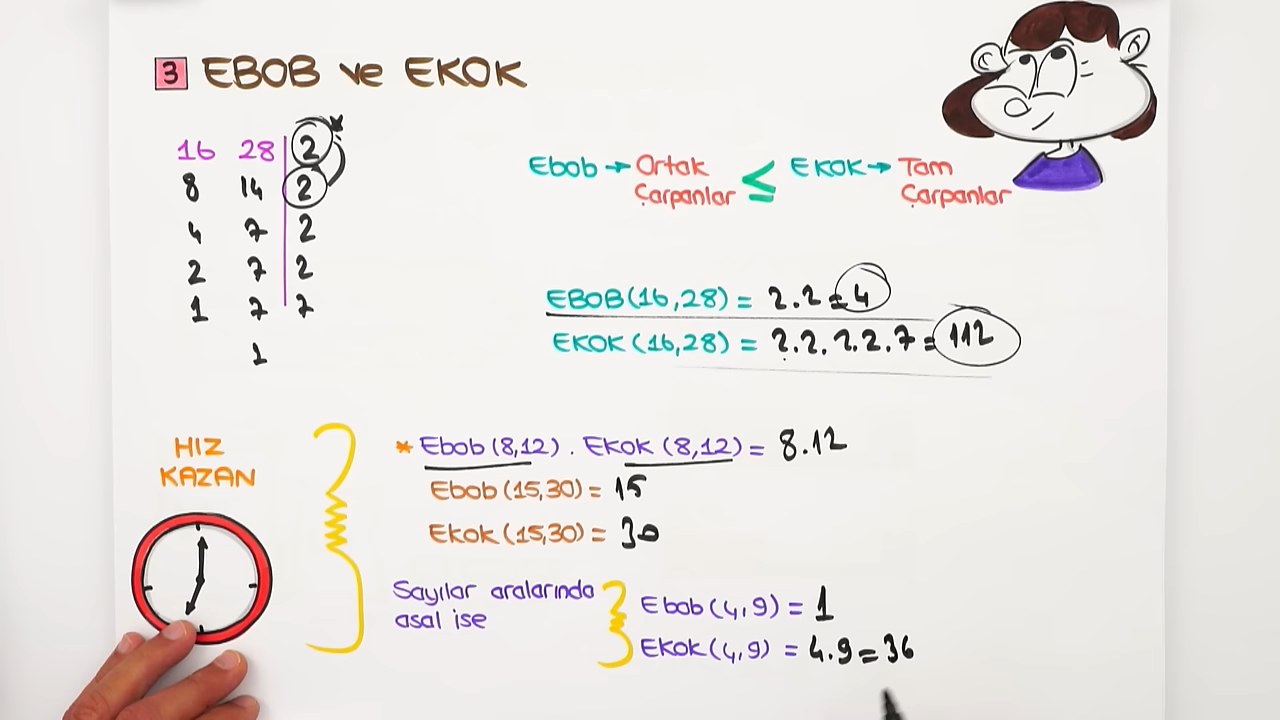 3 EBOB ve EKOK
16 28 2
8 14 2
4 7 2
2 7 2
1 7 7
1
Ebob → Ortak Çarpanlar ≤ EKOK → Tam Çarpanlar
EBOB(16,28) = 2.2 = 4
EKOK (16,28) = 2.2.2.2.7 = 112
HIZ
KAZAN
* Ebob(8,12) . EKOK (8,12) = 8.12
Ebob(15,30) = 15
Ekok (15,30) = 30
Sayılar aralarında
asal ise
Ebob(4,9) = 1
EKOK(4,9) = 4.9 = 36